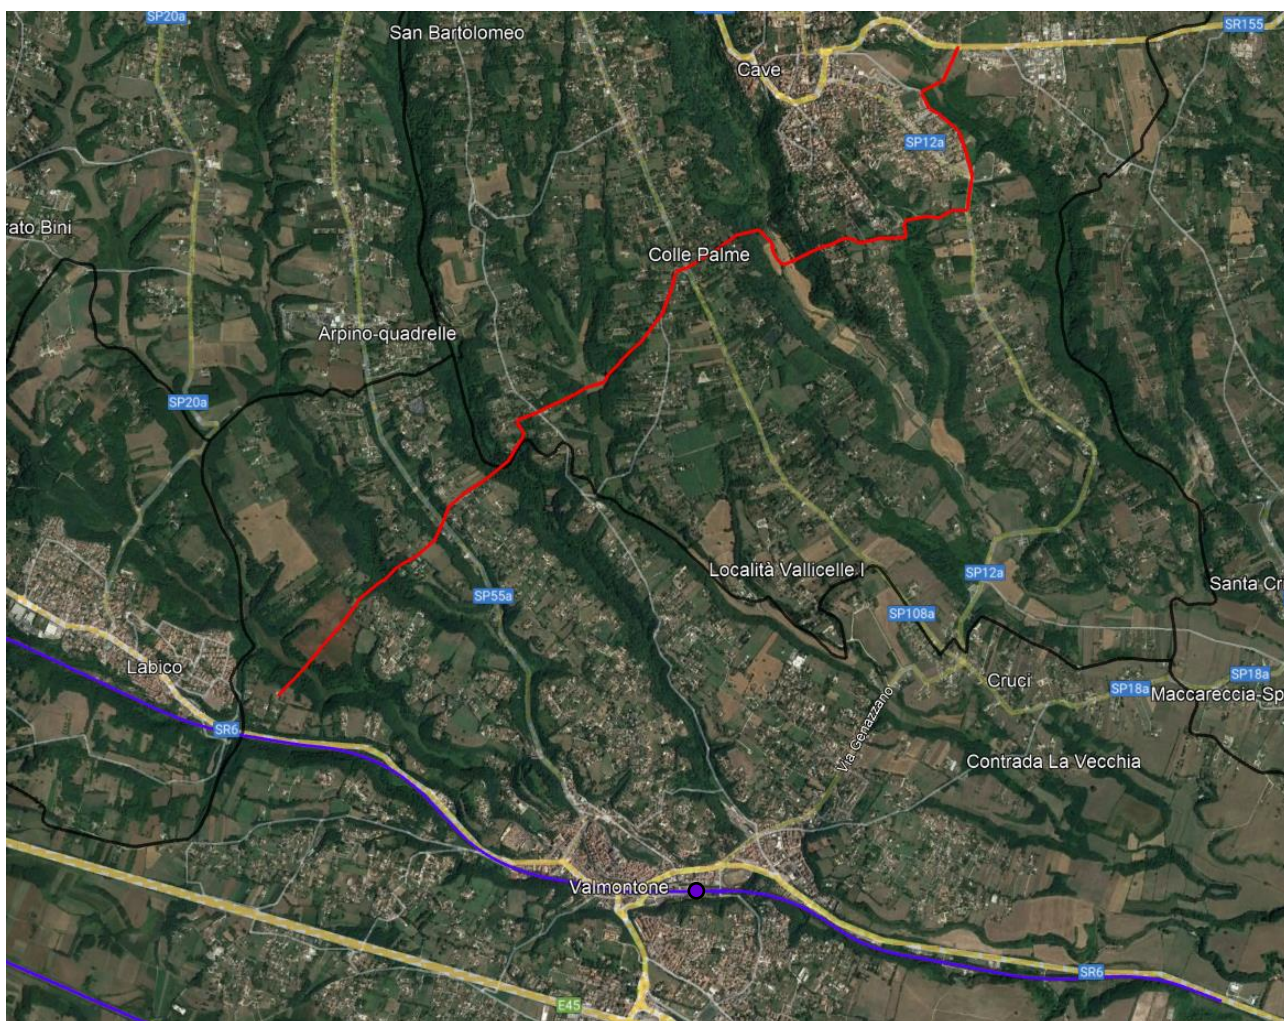 SP20a
SR155
San Bartolomeo
Cave
SP12a
rato Bini
Colle Palme
Arpino-quadrelle
SP20a
Località Vallicelle I
SP12a
Santa Cr
SP55a
SP108a
Labico
Cruci
SP18a
SP18a
Maccareccia-Sp
SR6
Via Genazzano
Contrada La Vecchia
Valmontone
SR6
E45